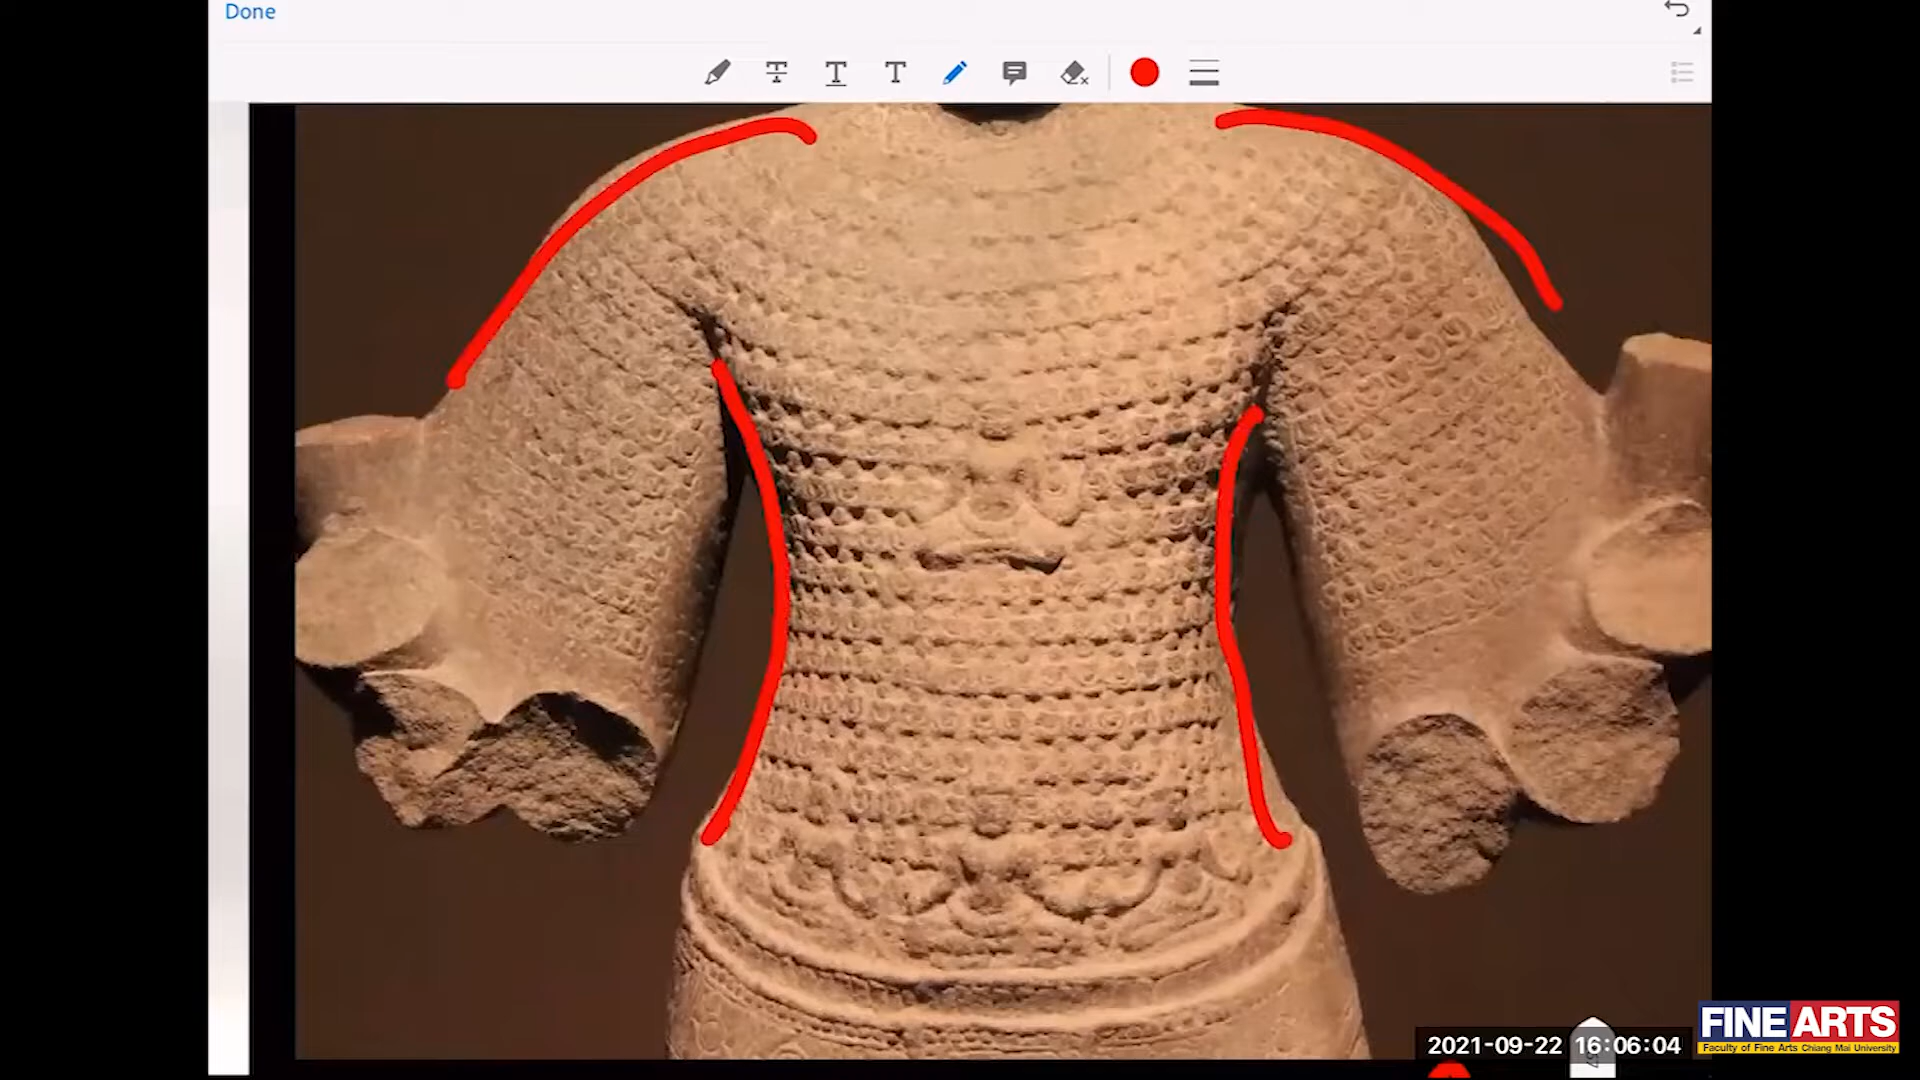 Done
T T T
FINE ARTS
Faculty of Fine Arts Chiang Mai University
2021-09-22 16:06:04